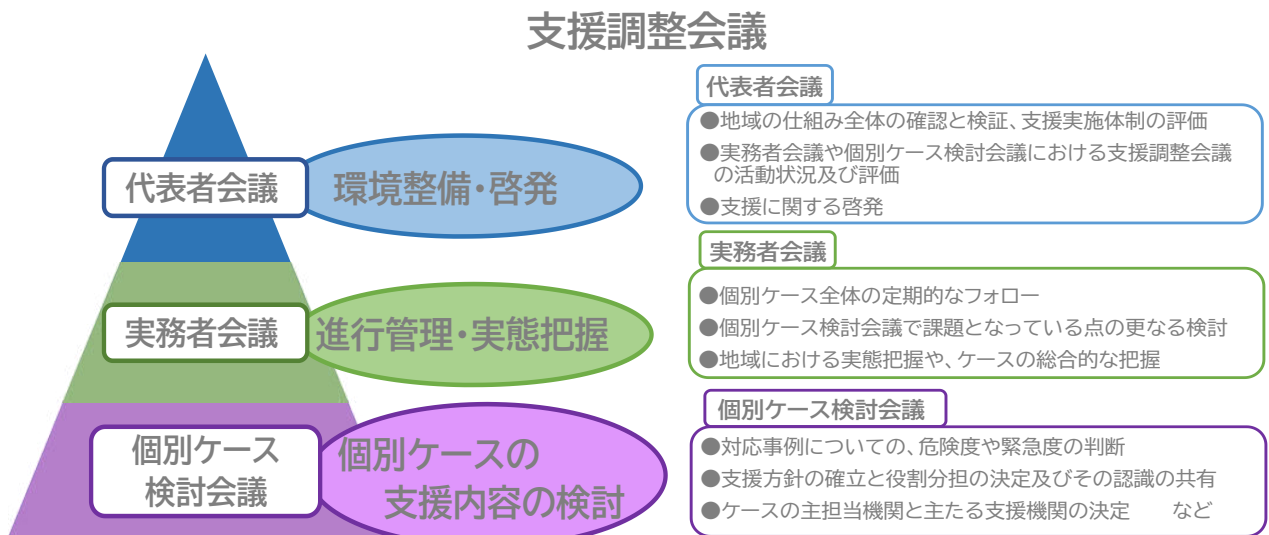 支援調整会議
代表者会議
環境整備・啓発
実務者会議
進行管理・実態把握
個別ケース
検討会議
個別ケースの
支援内容の検討
代表者会議
●地域の仕組み全体の確認と検証、支援実施体制の評価
●実務者会議や個別ケース検討会議における支援調整会議
の活動状況及び評価
●支援に関する啓発
実務者会議
●個別ケース全体の定期的なフォロー
●個別ケース検討会議で課題となっている点の更なる検討
●地域における実態把握や、ケースの総合的な把握
個別ケース検討会議
●対応事例についての、危険度や緊急度の判断
●支援方針の確立と役割分担の決定及びその認識の共有
●ケースの主担当機関と主たる支援機関の決定　　など